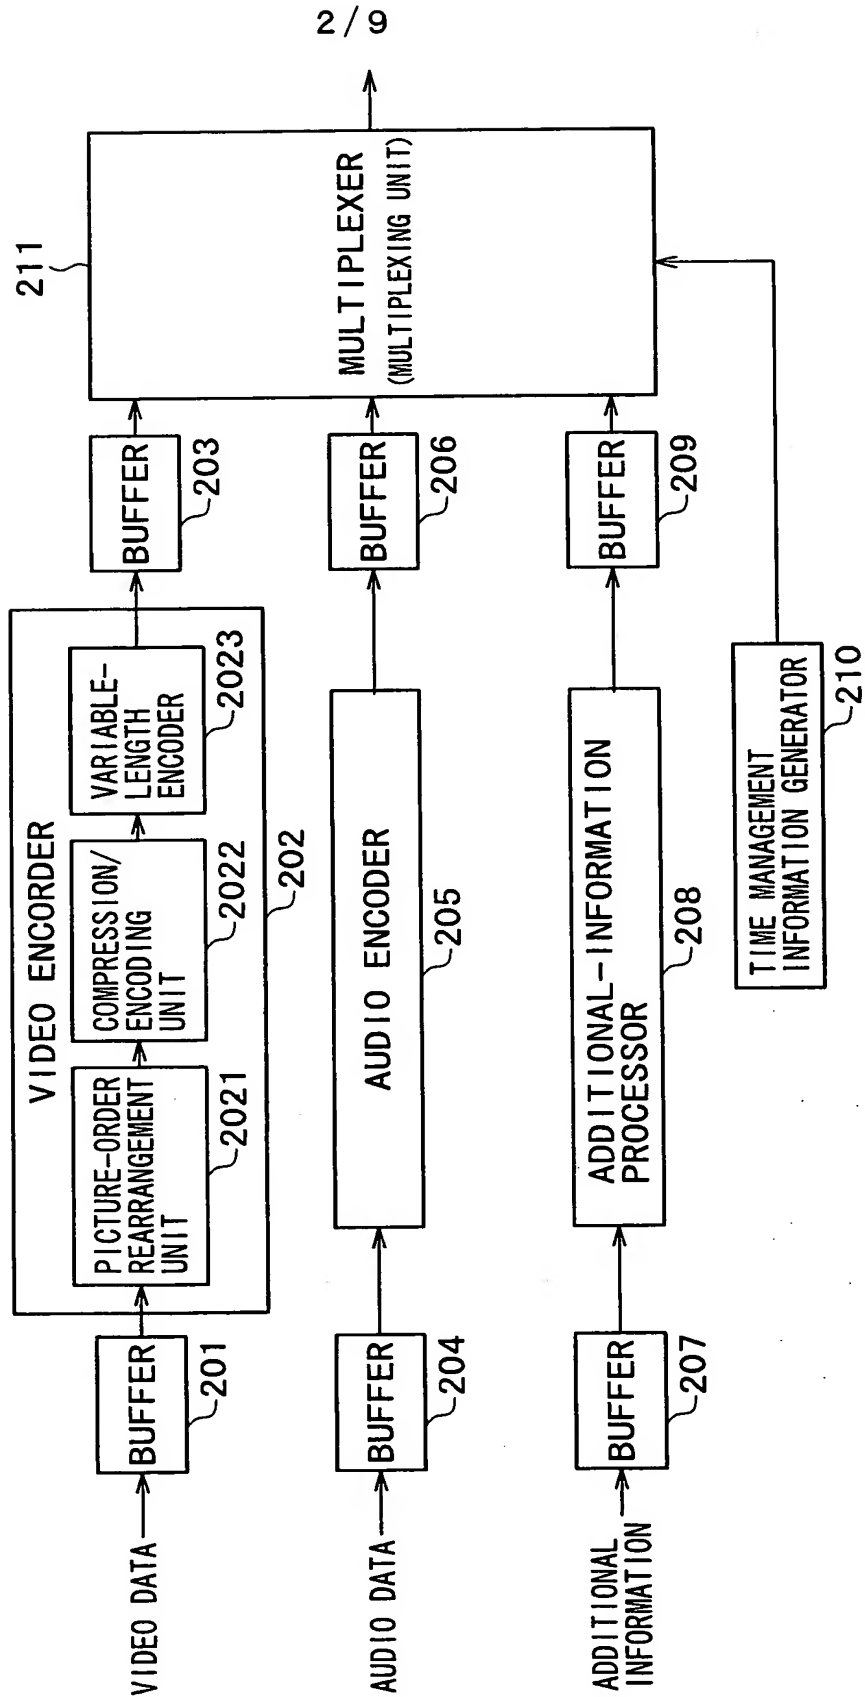 2/9
VIDEO DATA
BUFFER
201
VIDEO ENCORDER
PICTURE-ORDER
REARRANGEMENT
UNIT
2021
COMPRESSION/
ENCODING
UNIT
2022
VARIABLE-
LENGTH
ENCODER
2023
202
BUFFER
203
AUDIO DATA
BUFFER
204
AUDIO ENCODER
205
BUFFER
206
ADDITIONAL
INFORMATION
BUFFER
207
ADDITIONAL-INFORMATION
PROCESSOR
208
BUFFER
209
TIME MANAGEMENT
INFORMATION GENERATOR
210
211
MULTIPLEXER
(MULTIPLEXING UNIT)